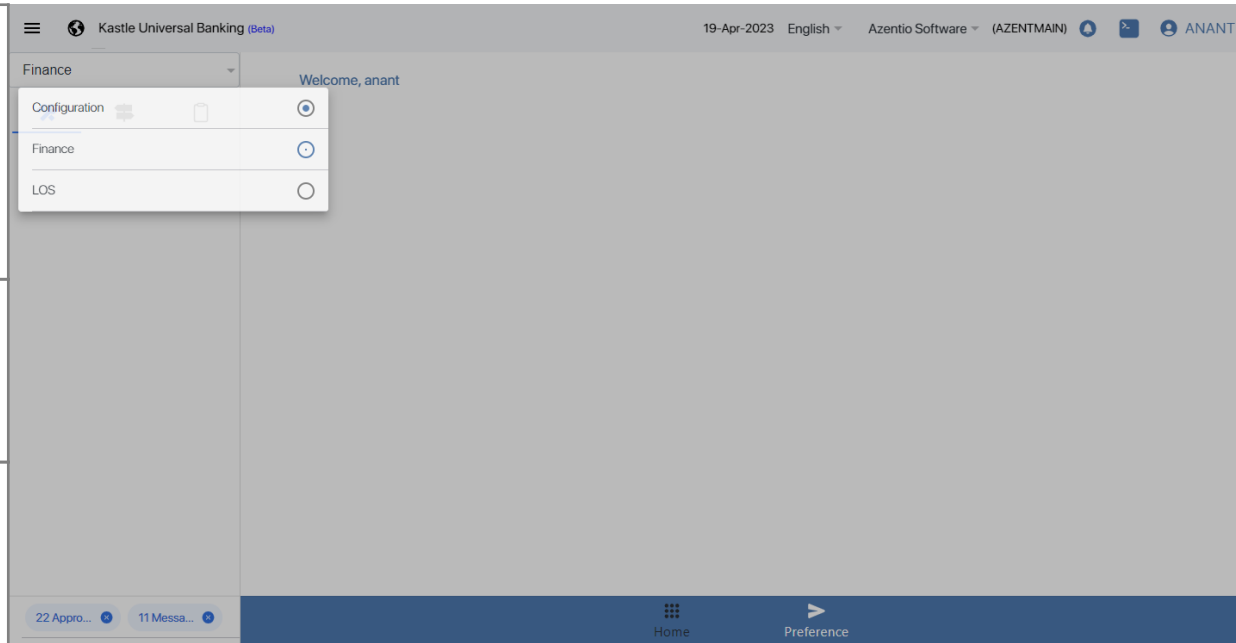 Kastle Universal Banking (Beta)
19-Apr-2023 English Azentio Software (AZENTMAIN) ANANT
Finance
Welcome, anant
Configuration
Finance
LOS
22 Appro... 11 Messa...
Home Preference